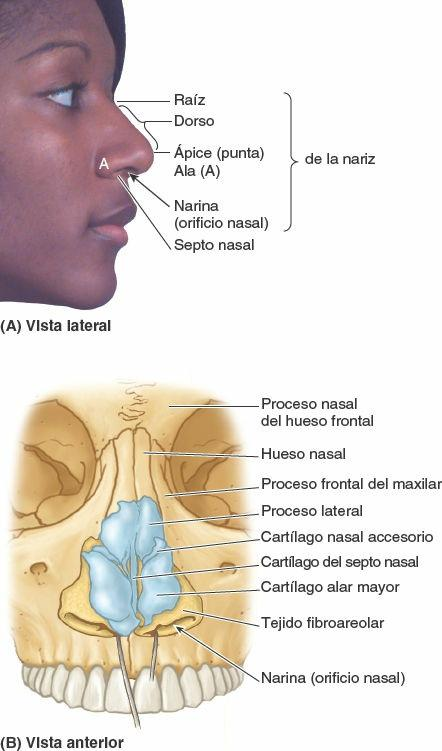 Raíz
Dorso
Ápice (punta)
Ala (A)
de la nariz
A
Narina
(orificio nasal)
Septo nasal
(A) Vista lateral
Proceso nasal
del hueso frontal
Hueso nasal
Proceso frontal del maxilar
Proceso lateral
Cartílago nasal accesorio
Cartílago del septo nasal
Cartílago alar mayor
Tejido fibroareolar
Narina (orificio nasal)
(B) Vista anterior